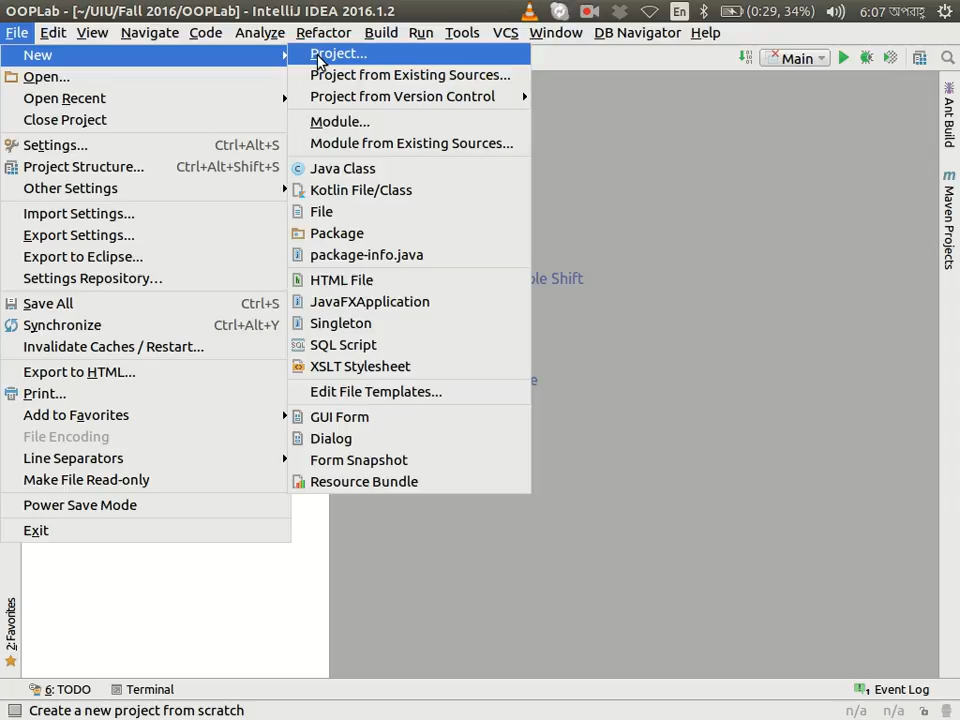 OOPLab - [~/UIU/Fall 2016/OOPLab] - IntelliJ IDEA 2016.1.2
(0:29, 34%)
En
6:07 অপরাহ্ণ
File Edit View Navigate Code Analyze Refactor Build Run Tools VCS Window DB Navigator Help
New
Open...
Open Recent
Close Project
Settings... Ctrl+Alt+S
Project Structure... Ctrl+Alt+Shift+S
Other Settings
Import Settings...
Export Settings...
Export to Eclipse...
Settings Repository...
Save All Ctrl+S
Synchronize Ctrl+Alt+Y
Invalidate Caches / Restart...
Export to HTML...
Print...
Add to Favorites
File Encoding
Line Separators
Make File Read-only
Power Save Mode
Exit
Project...
Project from Existing Sources...
Project from Version Control
Module...
Module from Existing Sources...
Java Class
Kotlin File/Class
File
Package
package-info.java
HTML File
JavaFXApplication
Singleton
SQL Script
XSLT Stylesheet
Edit File Templates...
GUI Form
Dialog
Form Snapshot
Resource Bundle
Main
Shift
Ant Build
Maven Projects
2: Favorites
6: TODO
Terminal
1 Event Log
Create a new project from scratch
n/a n/a